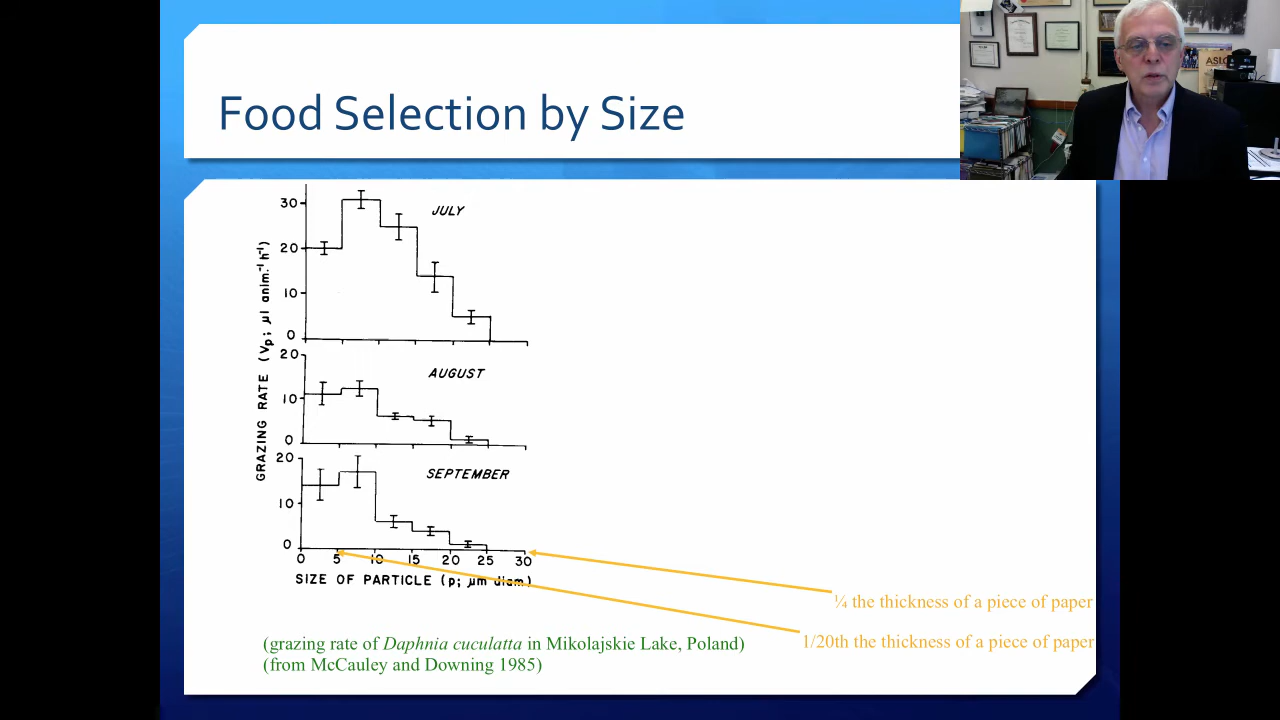 Food Selection by Size
ASLO
JULY
30
20
10
0
AUGUST
20
10
0
SEPTEMBER
20
10
0
0 5 10 15 20 25 30
GRAZING RATE (Vp; µl anim.⁻¹ h⁻¹)
SIZE OF PARTICLE (p; µm diam)
¼ the thickness of a piece of paper
1/20th the thickness of a piece of paper
(grazing rate of Daphnia cuculatta in Mikolajskie Lake, Poland)
(from McCauley and Downing 1985)